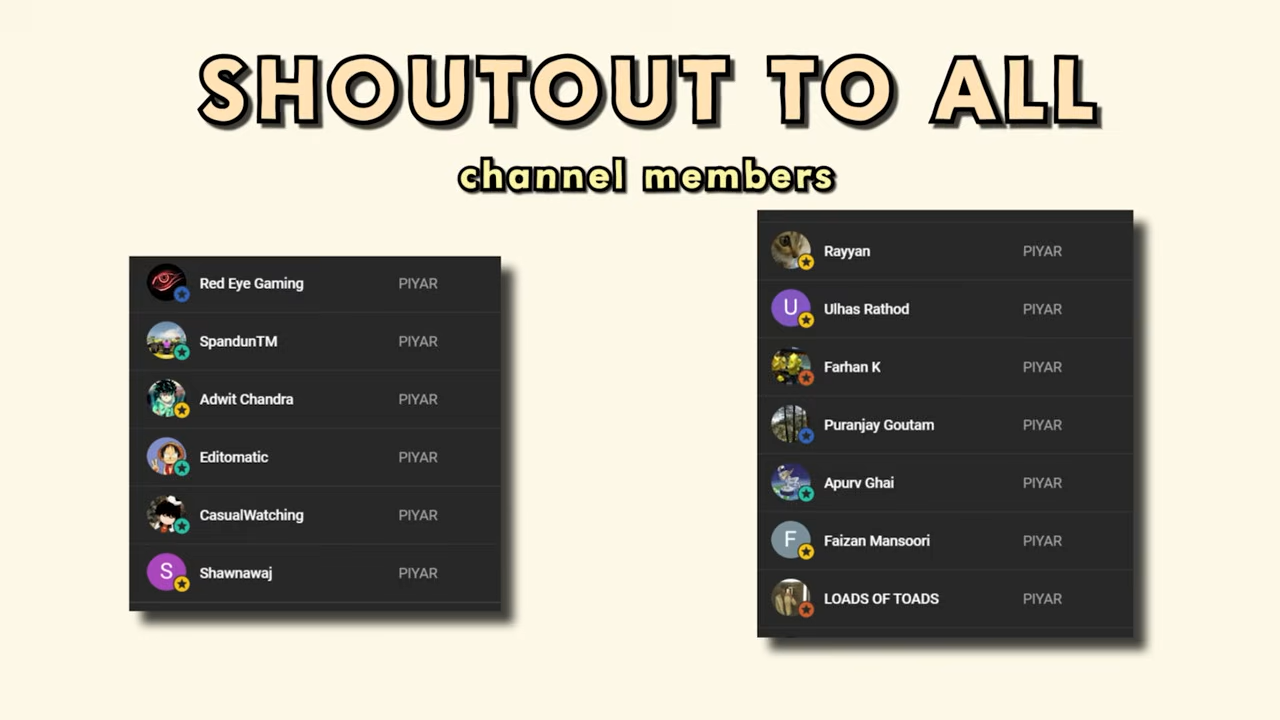 SHOUTOUT TO ALL
channel members
Red Eye Gaming PIYAR
SpandunTM PIYAR
Adwit Chandra PIYAR
Editomatic PIYAR
CasualWatching PIYAR
S Shawnawaj PIYAR
Rayyan PIYAR
U Ulhas Rathod PIYAR
Farhan K PIYAR
Puranjay Goutam PIYAR
Apurv Ghai PIYAR
F Faizan Mansoori PIYAR
LOADS OF TOADS PIYAR